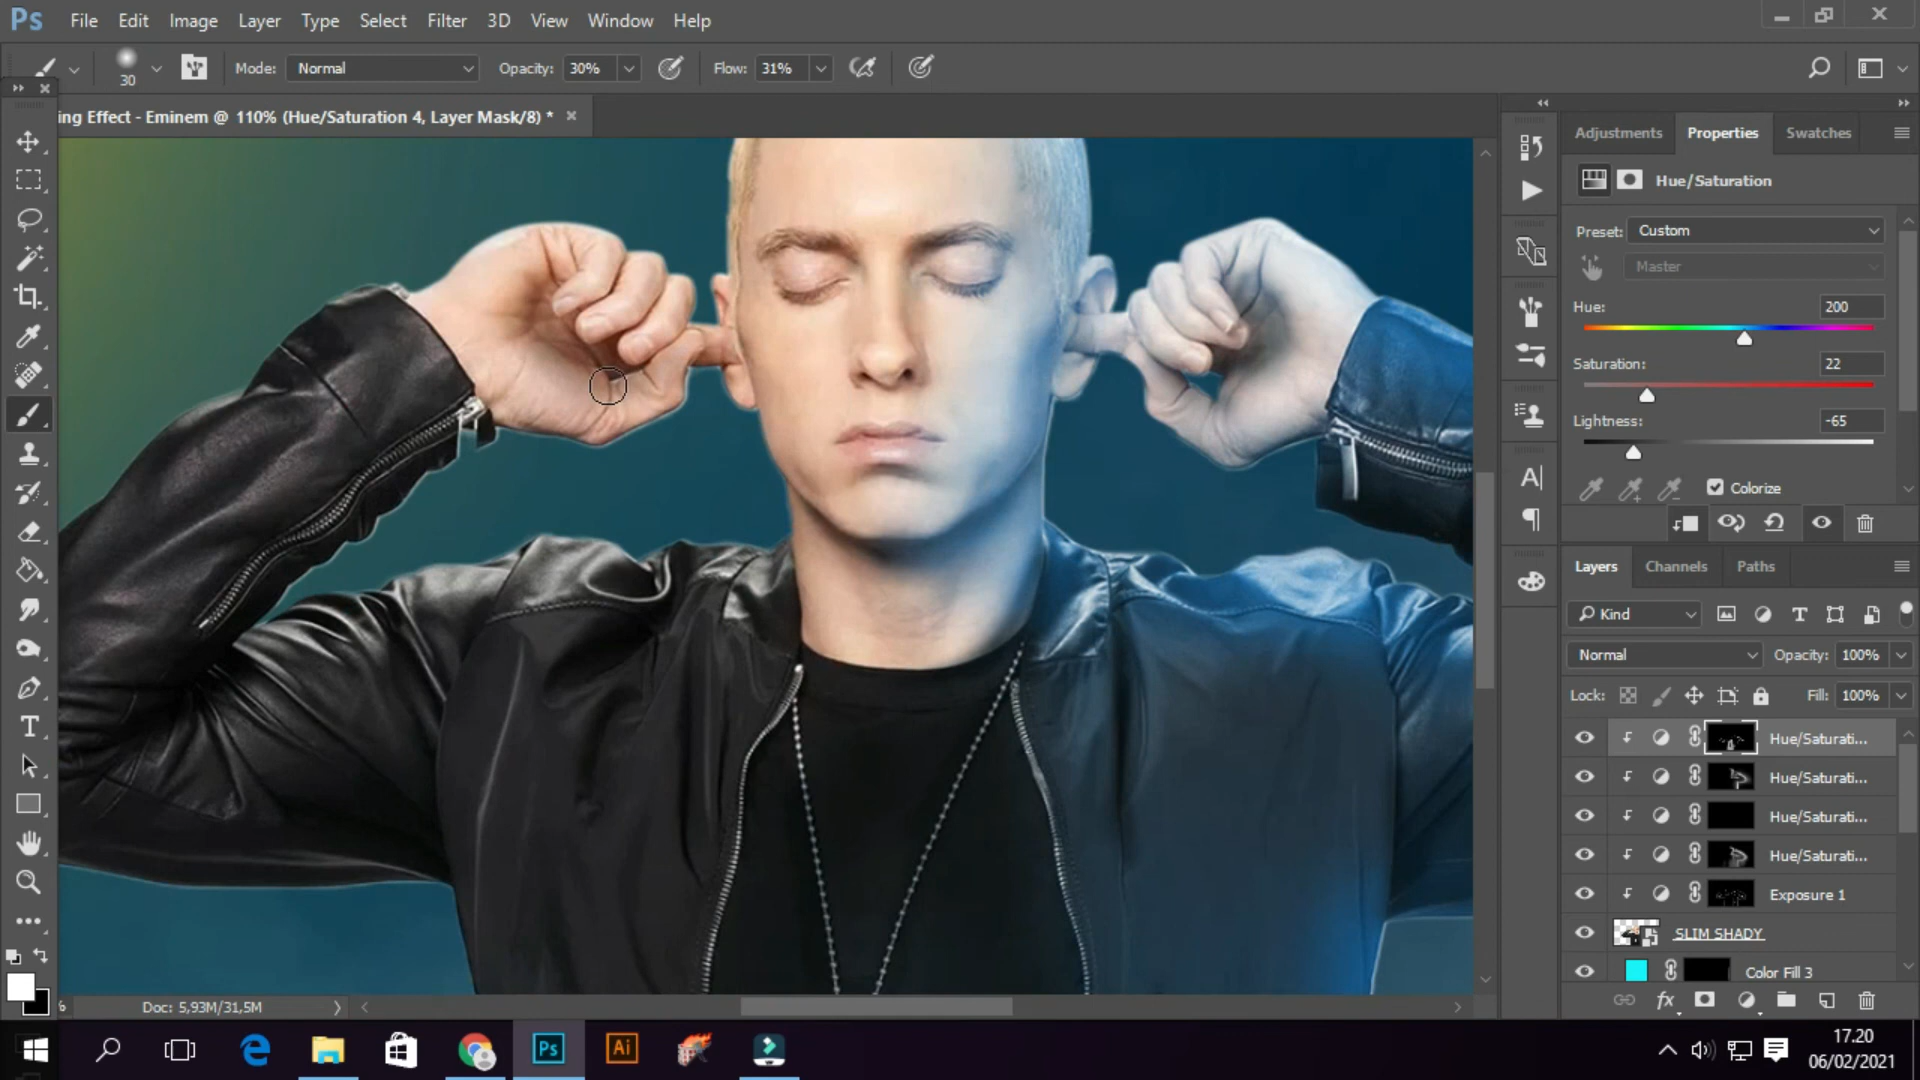 Ps File Edit Image Layer Type Select Filter 3D View Window Help
30 Mode: Normal Opacity: 30% Flow: 31%
ing Effect - Eminem @ 110% (Hue/Saturation 4, Layer Mask/8) *
Adjustments Properties Swatches
Hue/Saturation
Preset: Custom
Master
Hue: 200
Saturation: 22
Lightness: -65
Colorize
Layers Channels Paths
Kind
Normal Opacity: 100%
Lock: Fill: 100%
Hue/Saturati...
Hue/Saturati...
Hue/Saturati...
Hue/Saturati...
Exposure 1
SLIM SHADY
Color Fill 3
% Doc: 5,93M/31,5M
Ps Ai
17.20
06/02/2021